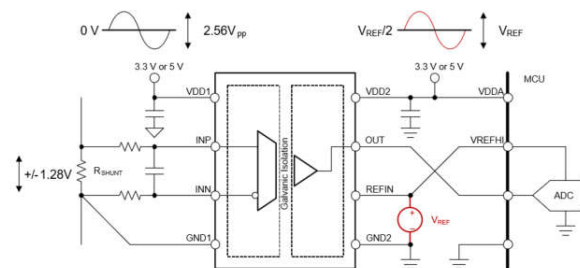 0 V
2.56Vpp
VREF/2
VREF
3.3 V or 5 V
3.3 V or 5 V
MCU
VDD1
VDD2
VDDA
INP
OUT
VREFHI
+/-1.28V
RSHUNT
Galvanic Isolation
INN
REFIN
ADC
VREF
GND1
GND2